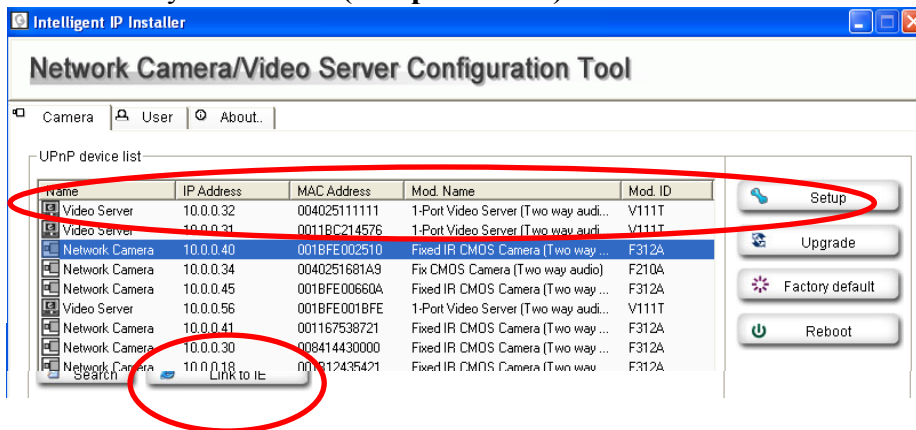 Intelligent IP Installer
Network Camera/Video Server Configuration Tool
Camera User About..
UPnP device list
Name IP Address MAC Address Mod. Name Mod. ID
Video Server 10.0.0.32 004025111111 1-Port Video Server (Two way audi... V111T
Video Server 10.0.0.31 0011BC214576 1-Port Video Server (Two way audi... V111T
Network Camera 10.0.0.40 001BFE002510 Fixed IR CMOS Camera (Two way ... F312A
Network Camera 10.0.0.34 0040251681A9 Fix CMOS Camera (Two way audio) F210A
Network Camera 10.0.0.45 001BFE00660A Fixed IR CMOS Camera (Two way ... F312A
Video Server 10.0.0.56 001BFE001BFE 1-Port Video Server (Two way audi... V111T
Network Camera 10.0.0.41 001167538721 Fixed IR CMOS Camera (Two way ... F312A
Network Camera 10.0.0.30 008414430000 Fixed IR CMOS Camera (Two way ... F312A
Network Camera 10.0.0.18 Fixed IR CMOS Camera (Two way F312A
Search Link to IE
Setup
Upgrade
Factory default
Reboot